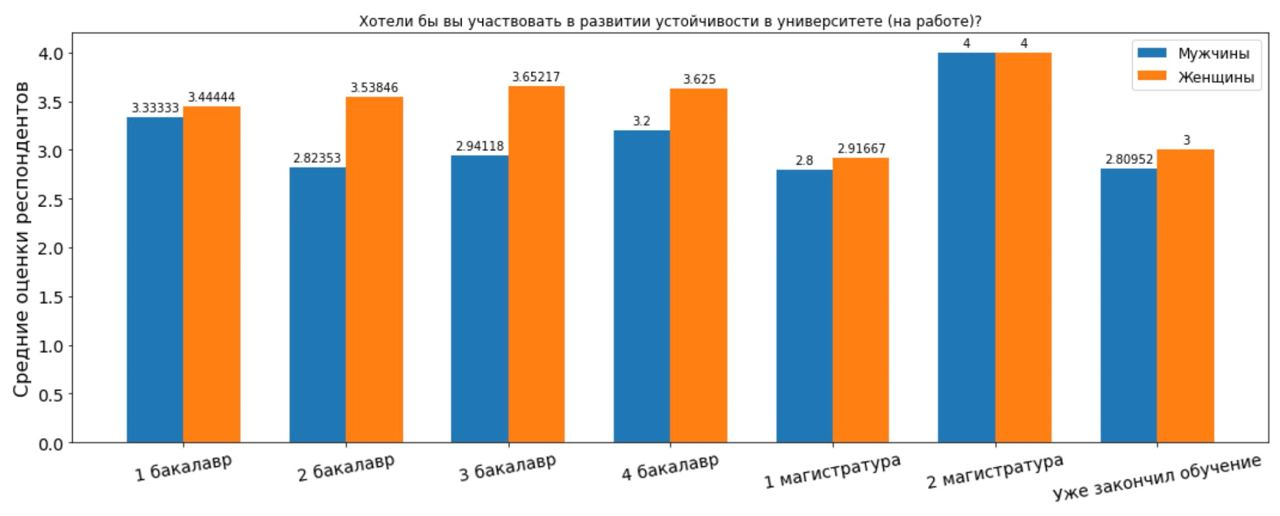 Хотели бы вы участвовать в развитии устойчивости в университете (на работе)?
Средние оценки респондентов
4.0
3.5
3.0
2.5
2.0
1.5
1.0
0.5
0.0
3.33333 3.44444
2.82353 3.53846
2.94118 3.65217
3.2 3.625
2.8 2.91667
4 4
2.80952 3
Мужчины
Женщины
1 бакалавр
2 бакалавр
3 бакалавр
4 бакалавр
1 магистратура
2 магистратура
Уже закончил обучение